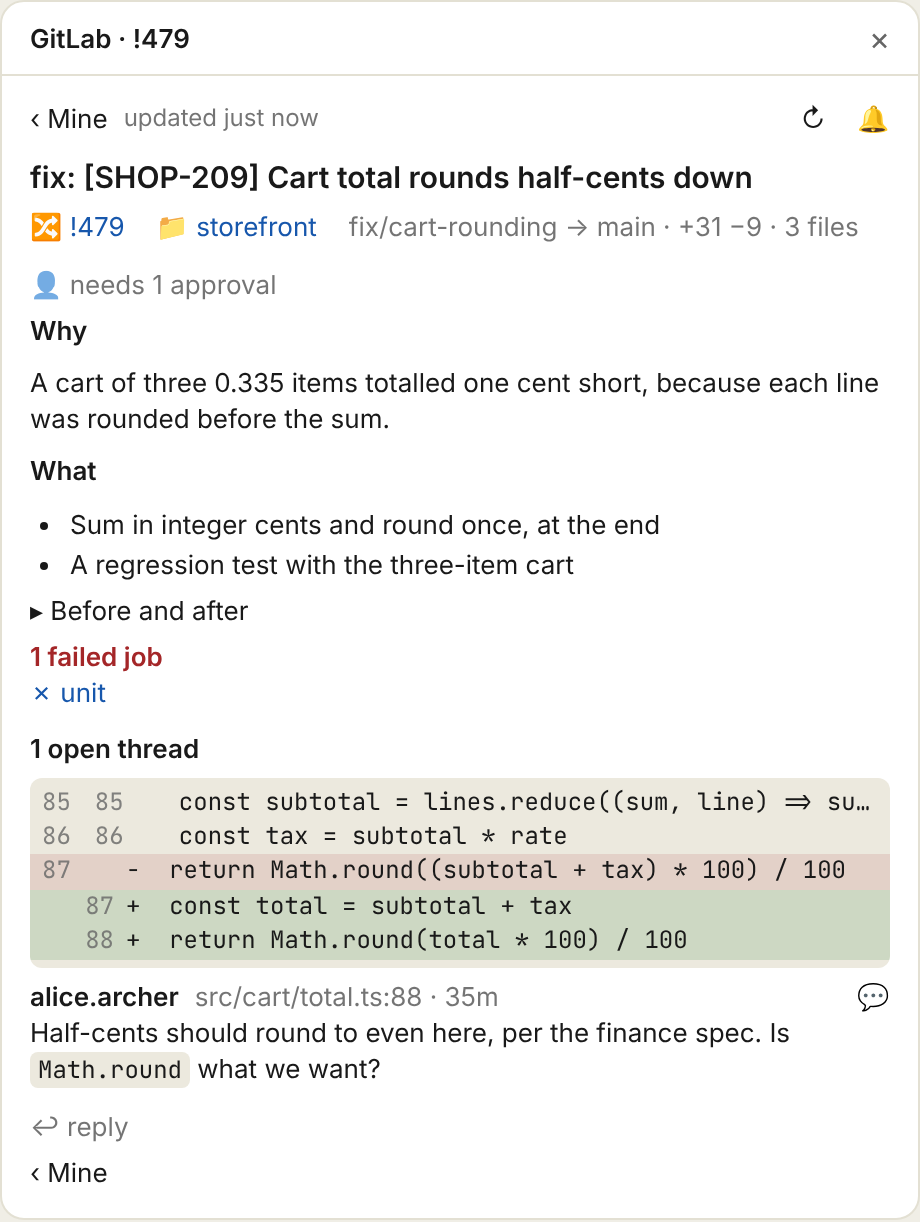 GitLab · !479
×
‹ Mine updated just now
fix: [SHOP-209] Cart total rounds half-cents down
!479 storefront fix/cart-rounding → main · +31 −9 · 3 files
needs 1 approval
Why
A cart of three 0.335 items totalled one cent short, because each line
was rounded before the sum.
What
• Sum in integer cents and round once, at the end
• A regression test with the three-item cart
▸ Before and after
1 failed job
× unit
1 open thread
85 85 const subtotal = lines.reduce((sum, line) => su…
86 86 const tax = subtotal * rate
87 - return Math.round((subtotal + tax) * 100) / 100
87 + const total = subtotal + tax
88 + return Math.round(total * 100) / 100
alice.archer src/cart/total.ts:88 · 35m
Half-cents should round to even here, per the finance spec. Is
Math.round what we want?
↩ reply
‹ Mine